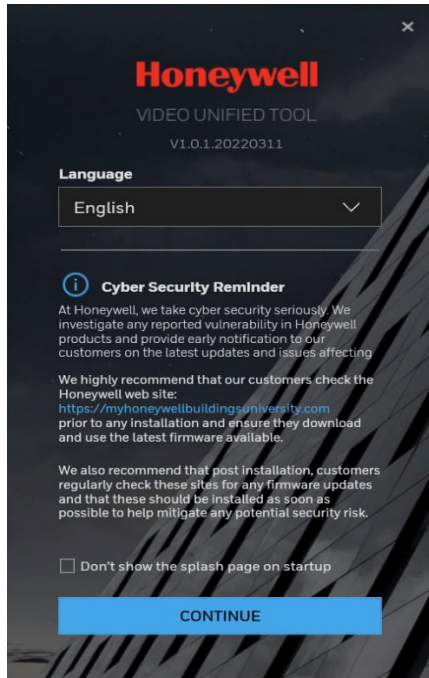 Honeywell
VIDEO UNIFIED TOOL
V1.0.1.20220311
Language
English
Cyber Security Reminder
At Honeywell, we take cyber security seriously. We
investigate any reported vulnerability in Honeywell
products and provide early notification to our
customers on the latest updates and issues affecting
We highly recommend that our customers check the
Honeywell web site:
https://myhoneywellbuildingsuniversity.com
prior to any installation and ensure they download
and use the latest firmware available.
We also recommend that post installation, customers
regularly check these sites for any firmware updates
and that these should be installed as soon as
possible to help mitigate any potential security risk.
Don't show the splash page on startup
CONTINUE